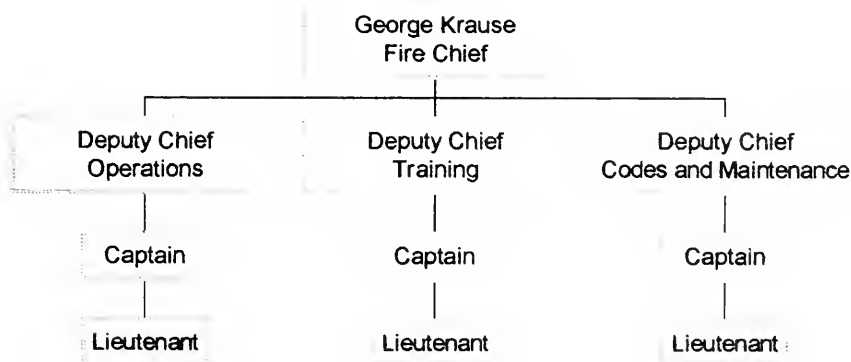 George Krause
Fire Chief
Deputy Chief
Operations
Deputy Chief
Training
Deputy Chief
Codes and Maintenance
Captain
Captain
Captain
Lieutenant
Lieutenant
Lieutenant